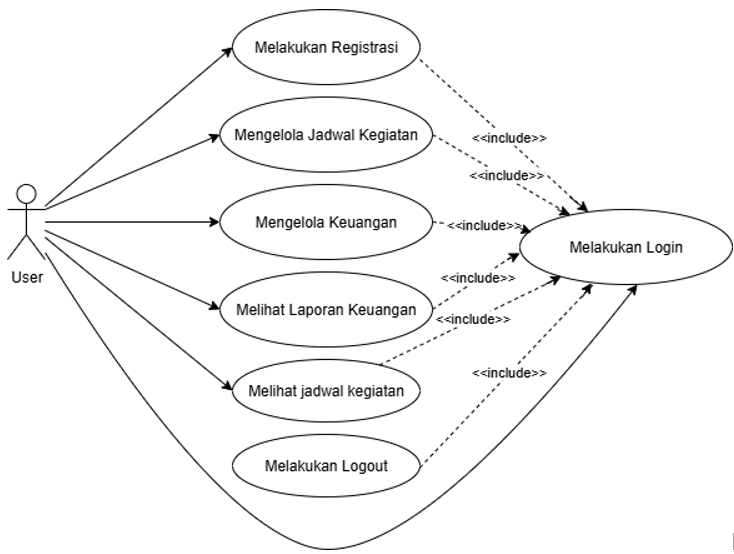 Melakukan Registrasi
Mengelola Jadwal Kegiatan
<<include>>
<<include>>
Mengelola Keuangan
<<include>>
Melakukan Login
User
Melihat Laporan Keuangan
<<include>>
<<include>>
Melihat jadwal kegiatan
<<include>>
Melakukan Logout